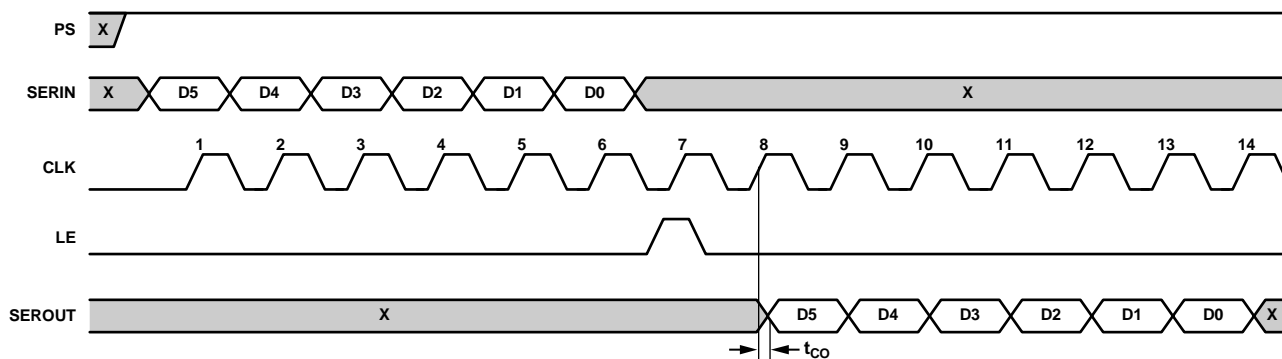 PS X
SERIN X D5 D4 D3 D2 D1 D0 X
1 2 3 4 5 6 7 8 9 10 11 12 13 14
CLK
LE
SEROUT X D5 D4 D3 D2 D1 D0 X
tCO